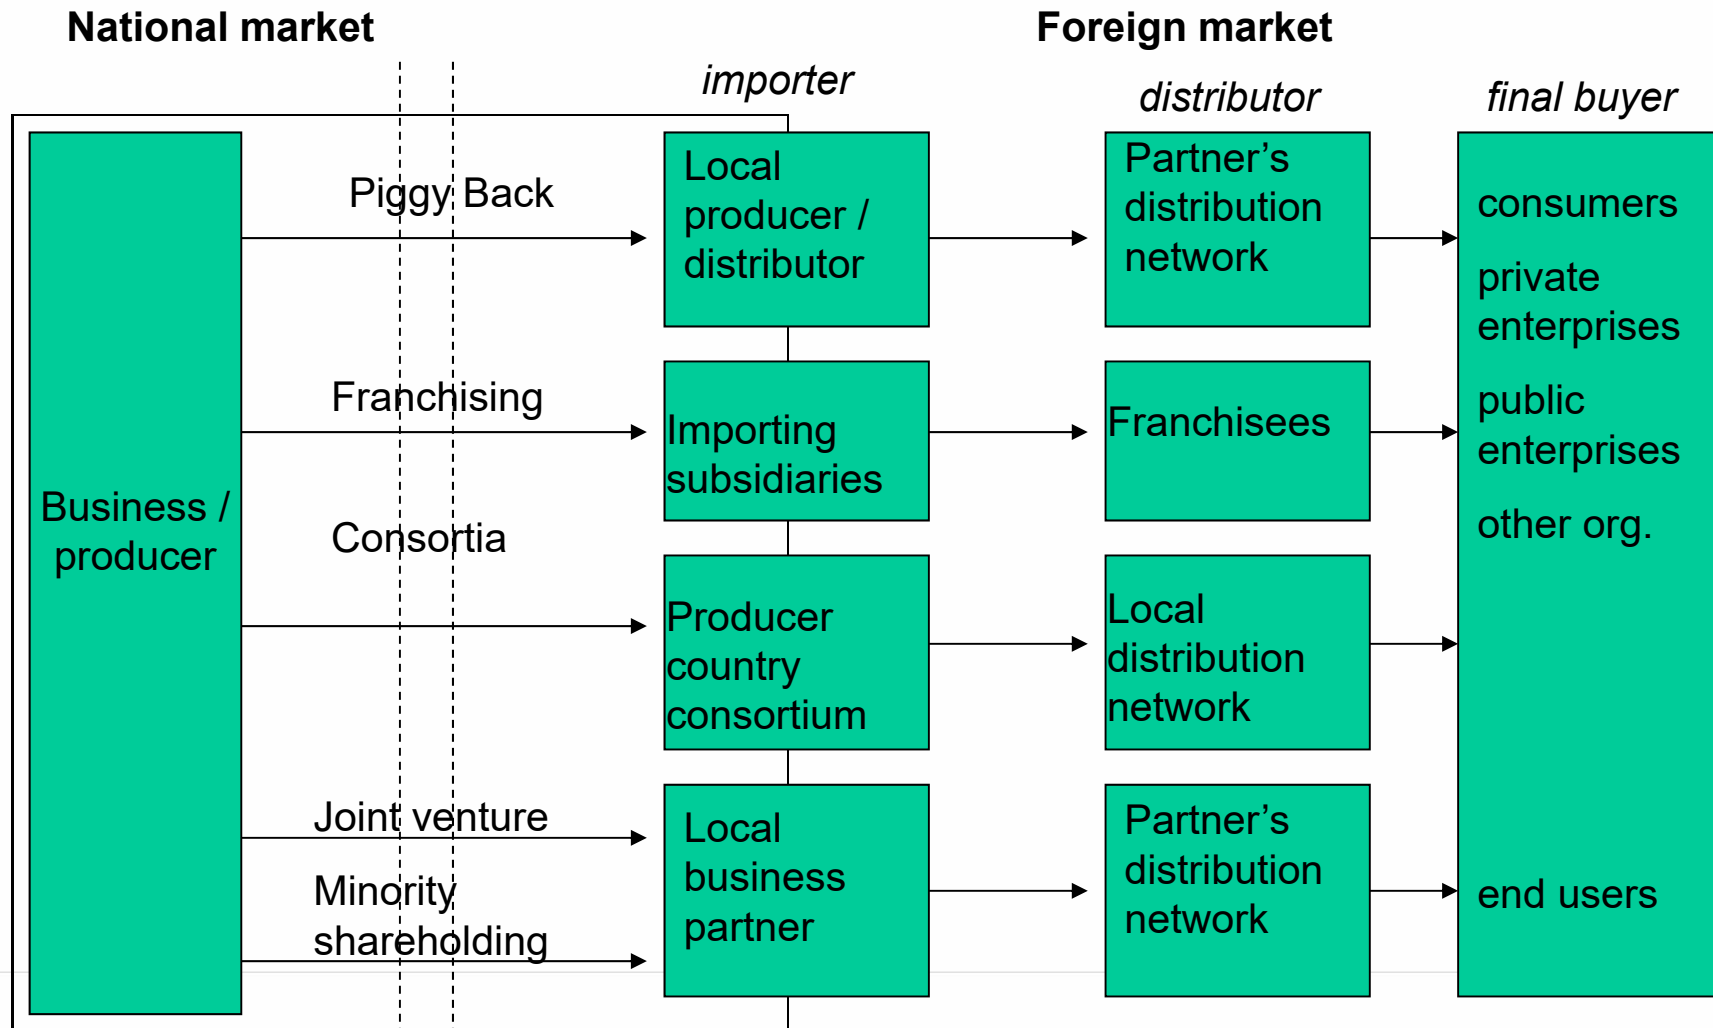 National market
Foreign market
importer
distributor
final buyer
Business /
producer
Piggy Back
Local
producer /
distributor
Partner’s
distribution
network
Franchising
Importing
subsidiaries
Franchisees
Consortia
Producer
country
consortium
Local
distribution
network
Joint venture
Minority
shareholding
Local
business
partner
Partner’s
distribution
network
consumers
private
enterprises
public
enterprises
other org.
end users